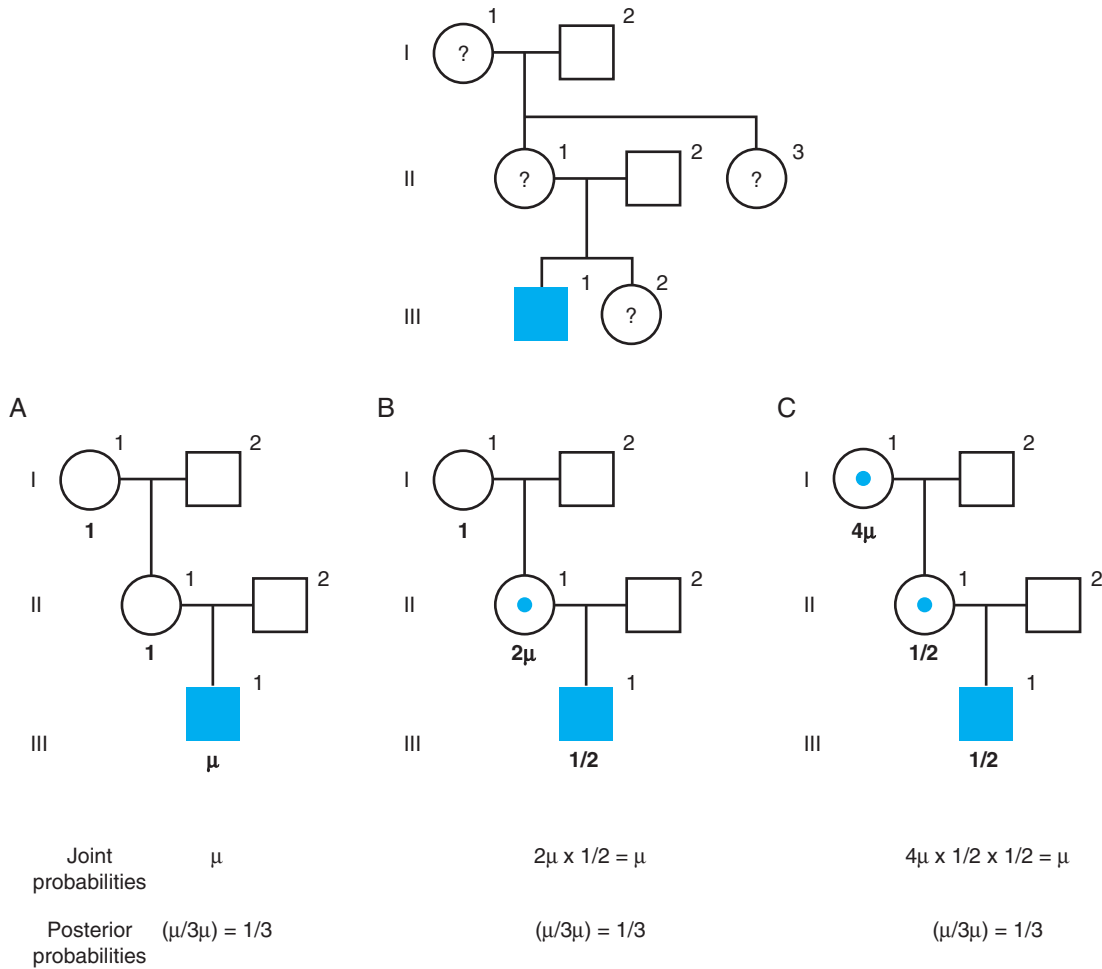 1 2
I ?
1 2 3
II ? ?
1 2
III ?
A B C
1 2 1 2 1 2
I I I
1 1 4μ
1 2 1 2 1 2
II II II
1 2μ 1/2
1 1 1
III III III
μ 1/2 1/2
Joint μ 2μ x 1/2 = μ 4μ x 1/2 x 1/2 = μ
probabilities
Posterior (μ/3μ) = 1/3 (μ/3μ) = 1/3 (μ/3μ) = 1/3
probabilities